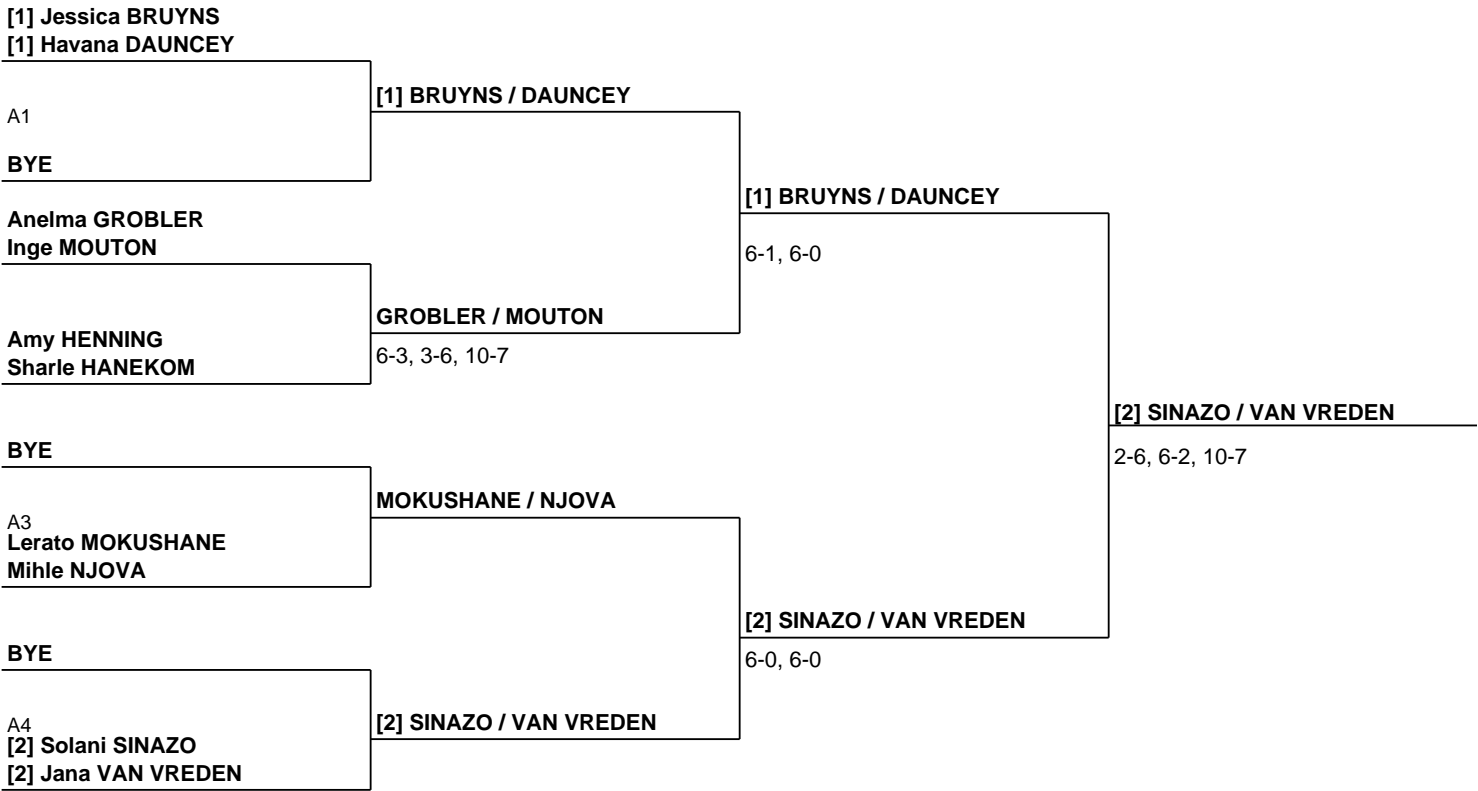 [1] Jessica BRUYNS
[1] Havana DAUNCEY
[1] BRUYNS / DAUNCEY
A1
BYE
[1] BRUYNS / DAUNCEY
Anelma GROBLER
Inge MOUTON
6-1, 6-0
GROBLER / MOUTON
Amy HENNING
Sharle HANEKOM
6-3, 3-6, 10-7
[2] SINAZO / VAN VREDEN
BYE
2-6, 6-2, 10-7
MOKUSHANE / NJOVA
A3
Lerato MOKUSHANE
Mihle NJOVA
[2] SINAZO / VAN VREDEN
BYE
6-0, 6-0
A4
[2] SINAZO / VAN VREDEN
[2] Solani SINAZO
[2] Jana VAN VREDEN